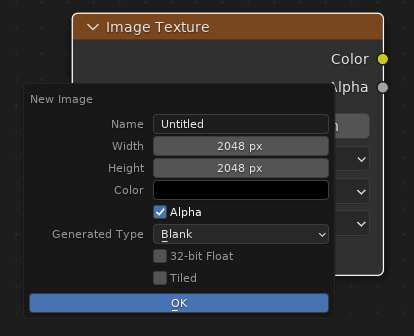 Image Texture
Color
Alpha
New Image
Name Untitled
Width 2048 px
Height 2048 px
Color
Alpha
Generated Type Blank
32-bit Float
Tiled
OK